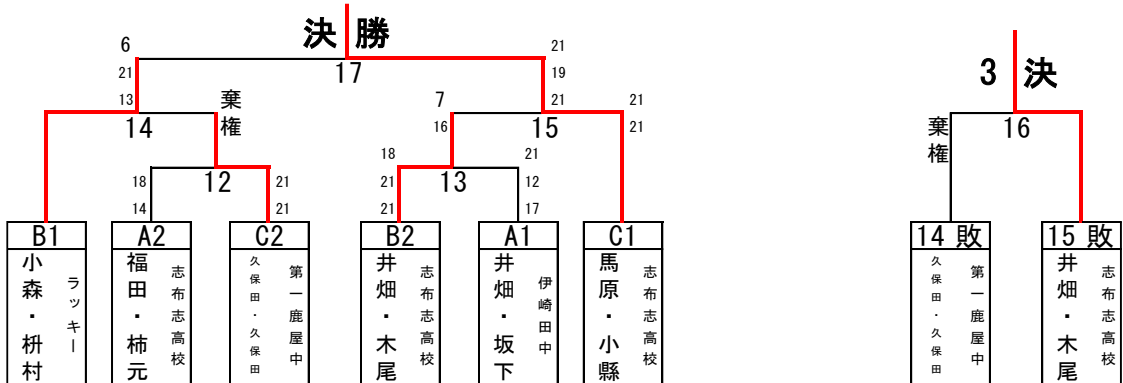 決勝
6
21
13
17
21
19
21
14
棄権
7
16
15
21
21
18
14
12
21
21
18
21
21
13
21
12
17
B1
小森・枡村
ラッキー
A2
福田・柿元
志布志高校
C2
久保田・久保田
第一鹿屋中
B2
井畑・木尾
志布志高校
A1
井畑・坂下
伊崎田中
C1
馬原・小縣
志布志高校
3決
棄権
16
14敗
久保田・久保田
第一鹿屋中
15敗
井畑・木尾
志布志高校